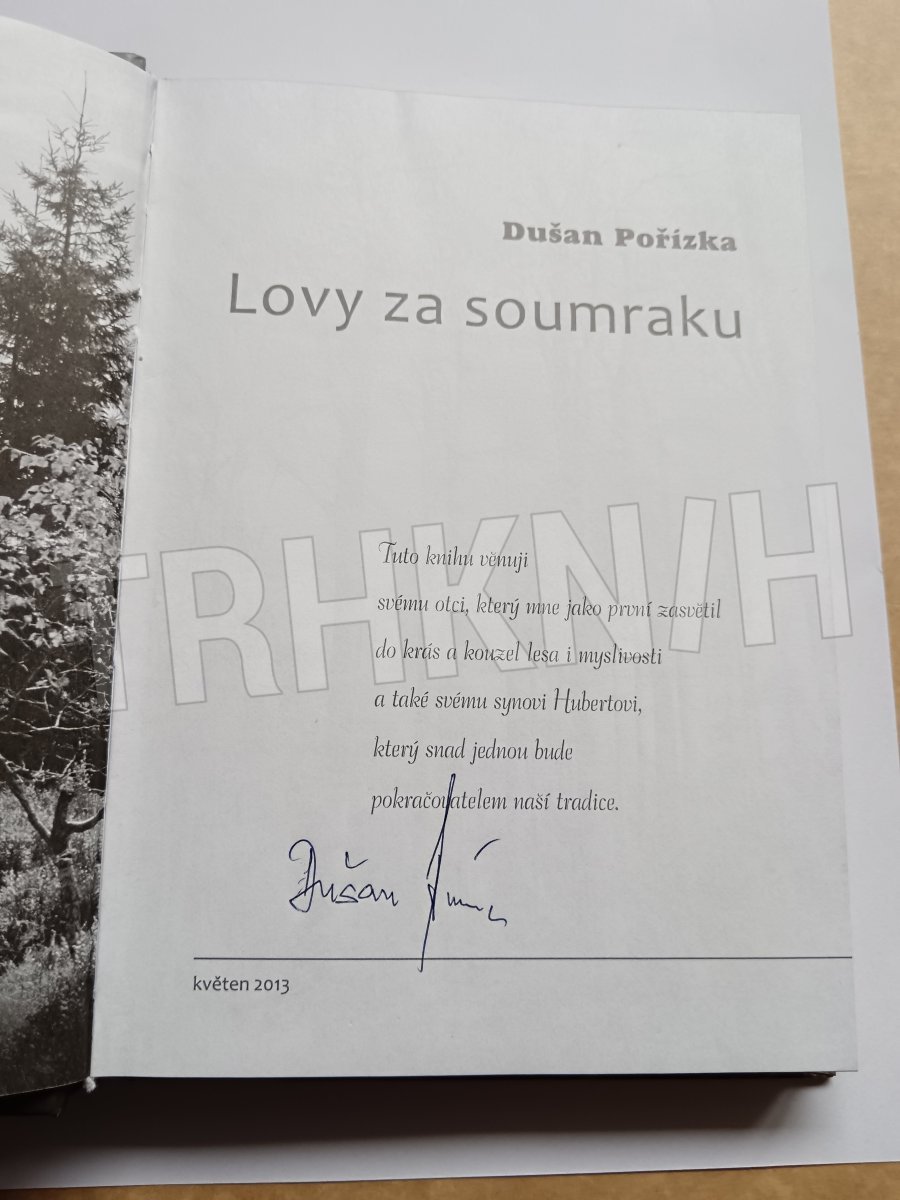 Dušan Pořízka
Lovy za soumraku
TRHKNIH
Tuto knihu věnuji
svému otci, který mne jako první zasvětil
do krás a kouzel lesa i myslivosti
a také svému synovi Hubertovi,
který snad jednou bude
pokračovatelem naší tradice.
Dušan
květen 2013